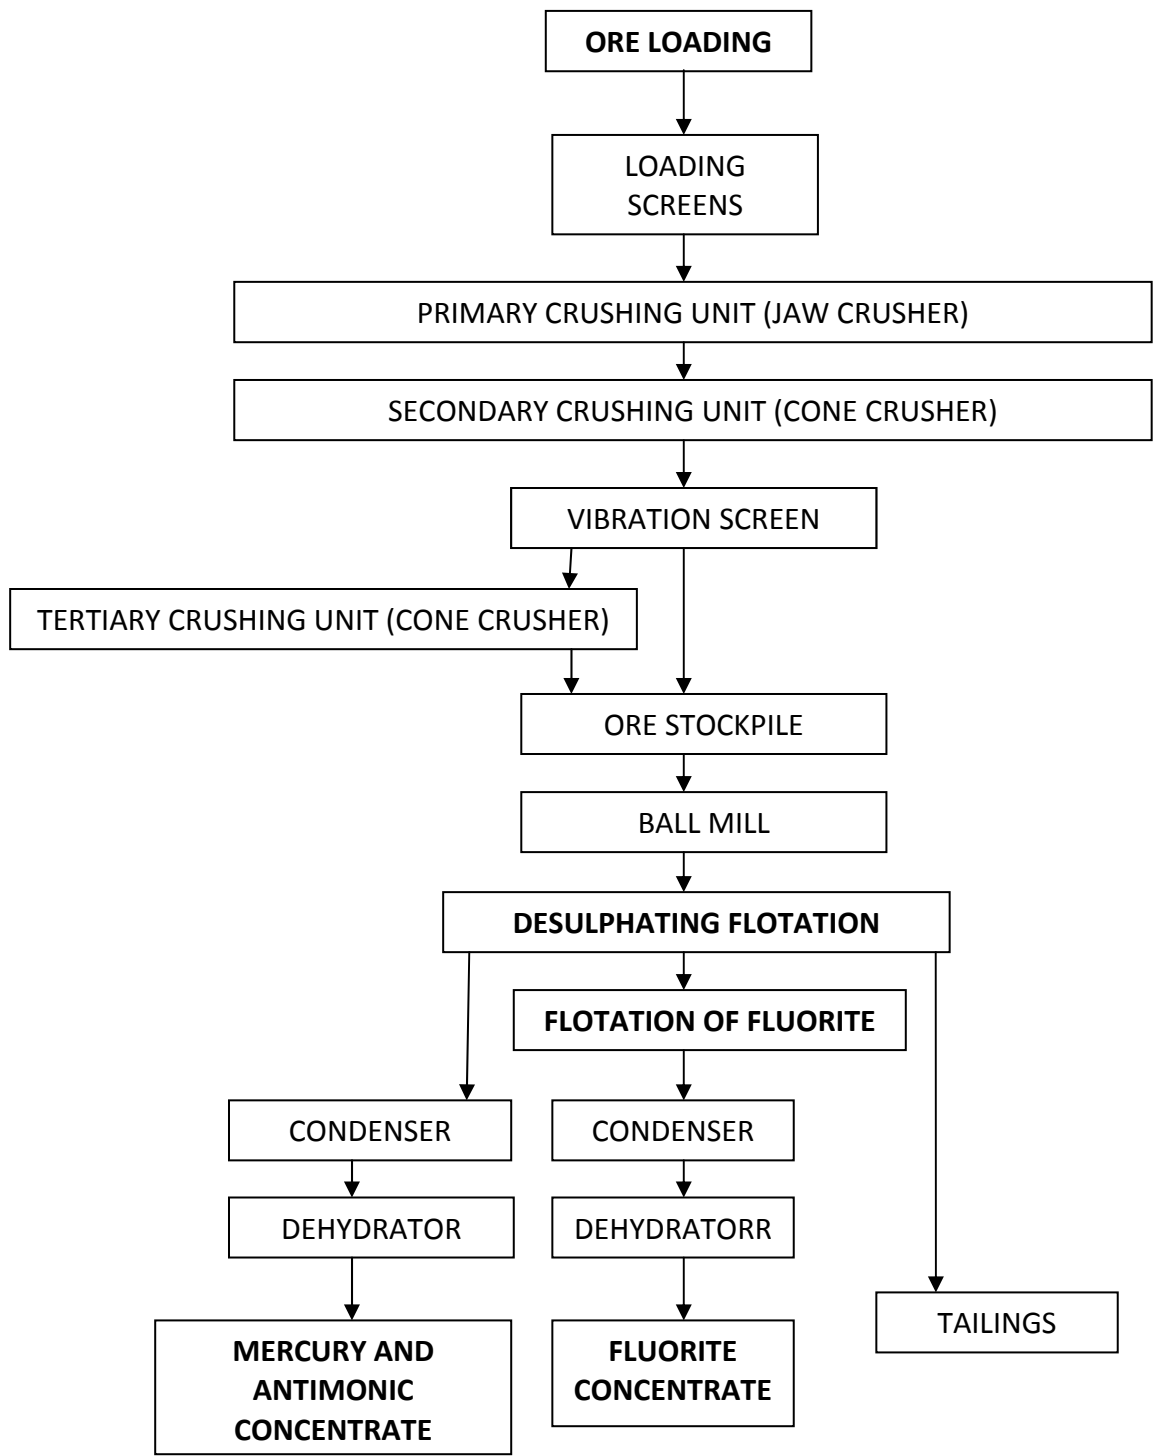 ORE LOADING
LOADING
SCREENS
PRIMARY CRUSHING UNIT (JAW CRUSHER)
SECONDARY CRUSHING UNIT (CONE CRUSHER)
VIBRATION SCREEN
TERTIARY CRUSHING UNIT (CONE CRUSHER)
ORE STOCKPILE
BALL MILL
DESULPHATING FLOTATION
FLOTATION OF FLUORITE
CONDENSER
CONDENSER
DEHYDRATOR
DEHYDRATORR
MERCURY AND
ANTIMONIC
CONCENTRATE
FLUORITE
CONCENTRATE
TAILINGS